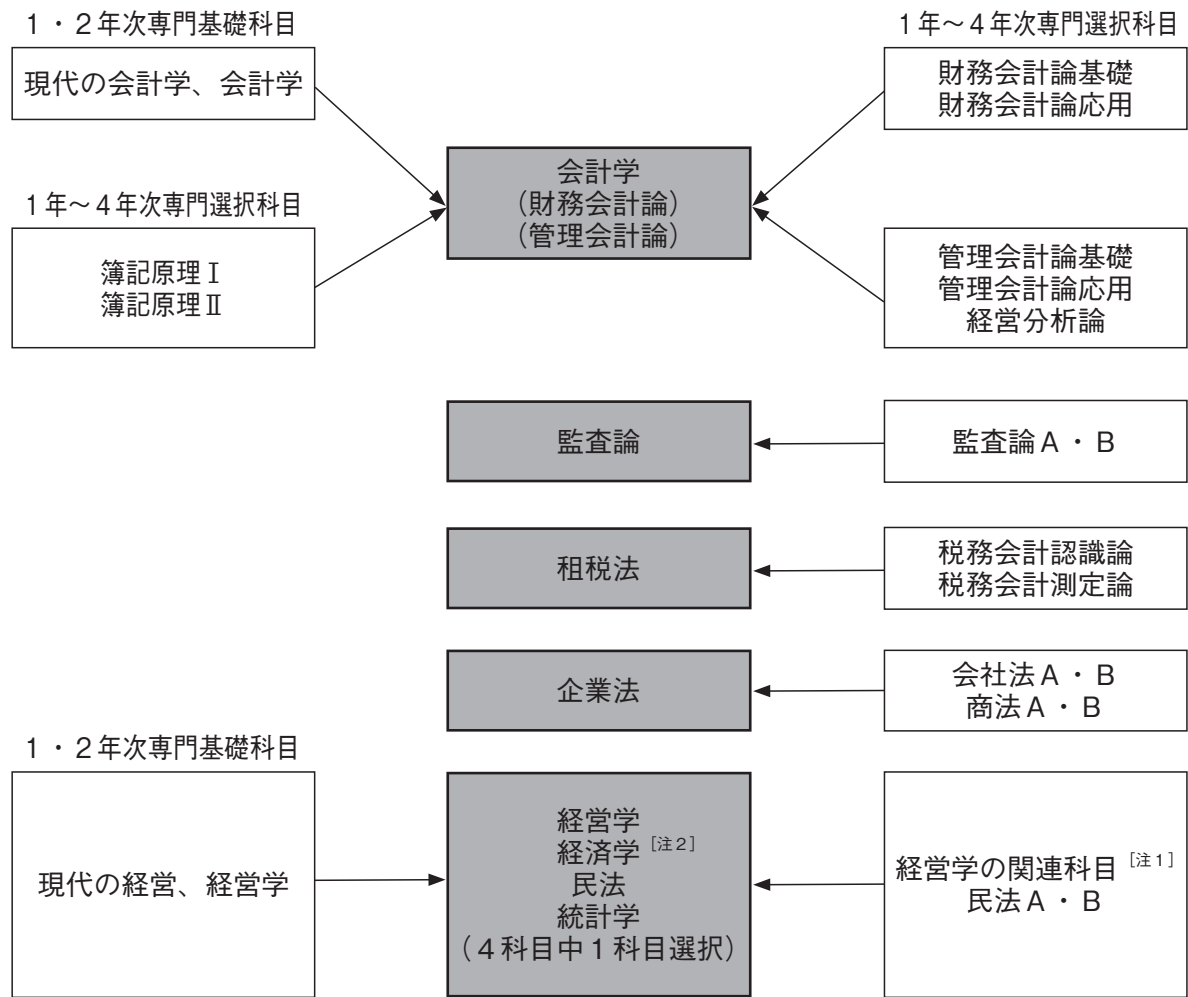 1・2年次専門基礎科目
現代の会計学、会計学
1年～4年次専門選択科目
簿記原理Ⅰ
簿記原理Ⅱ
会計学
（財務会計論）
（管理会計論）
1年～4年次専門選択科目
財務会計論基礎
財務会計論応用
管理会計論基礎
管理会計論応用
経営分析論
監査論
監査論A・B
租税法
税務会計認識論
税務会計測定論
企業法
会社法A・B
商法A・B
1・2年次専門基礎科目
現代の経営、経営学
経営学
経済学［注2］
民法
統計学
（4科目中1科目選択）
経営学の関連科目［注1］
民法A・B